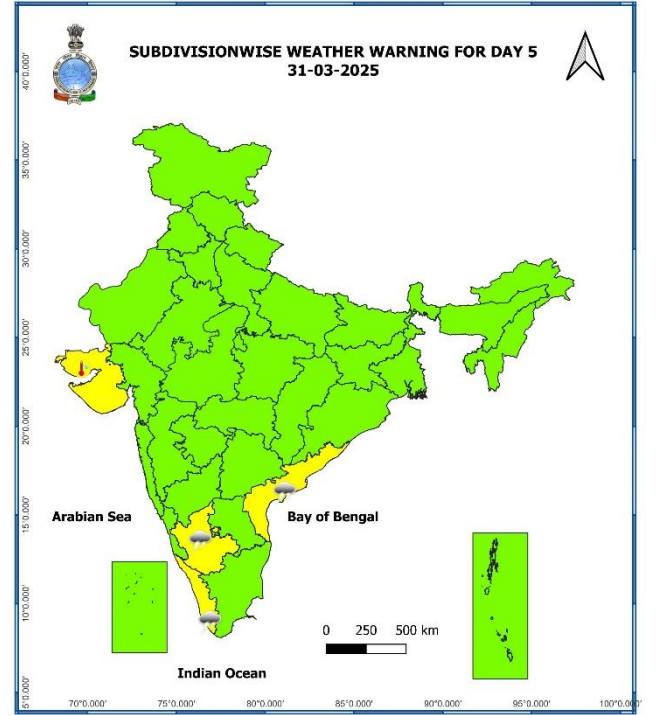 SUBDIVISIONWISE WEATHER WARNING FOR DAY 5
31-03-2025
40°0.000'
35°0.000'
30°0.000'
25°0.000'
20°0.000'
15°0.000'
10°0.000'
5°0.000'
Arabian Sea
Bay of Bengal
0 250 500 km
Indian Ocean
70°0.000' 75°0.000' 80°0.000' 85°0.000' 90°0.000' 95°0.000' 100°0.000'